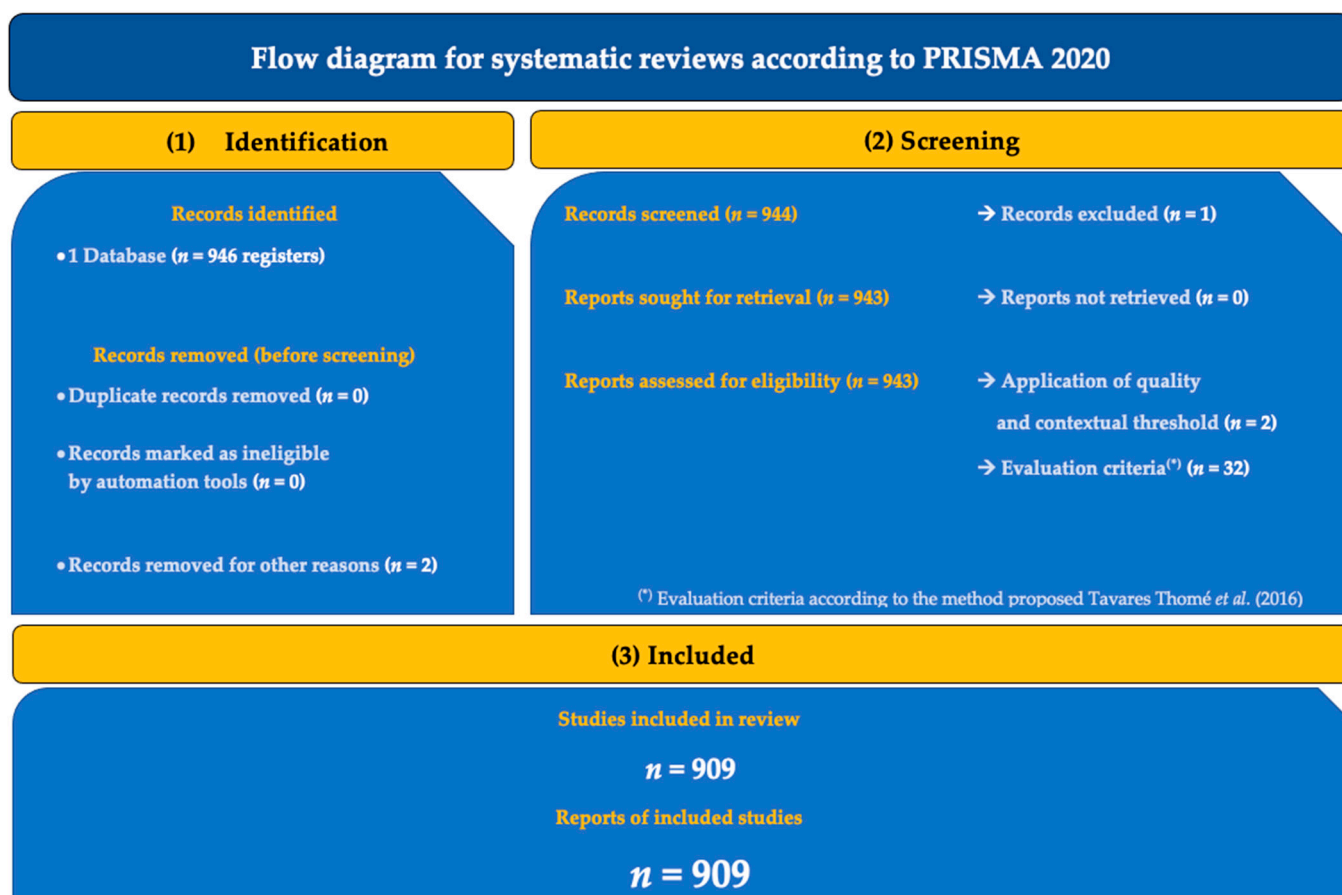 Flow diagram for systematic reviews according to PRISMA 2020
(1) Identification
Records identified
• 1 Database (n = 946 registers)
Records removed (before screening)
• Duplicate records removed (n = 0)
• Records marked as ineligible
by automation tools (n = 0)
• Records removed for other reasons (n = 2)
(2) Screening
Records screened (n = 944)
→ Records excluded (n = 1)
Reports sought for retrieval (n = 943)
→ Reports not retrieved (n = 0)
Reports assessed for eligibility (n = 943)
→ Application of quality
and contextual threshold (n = 2)
→ Evaluation criteria(*) (n = 32)
(*) Evaluation criteria according to the method proposed Tavares Thomé et al. (2016)
(3) Included
Studies included in review
n = 909
Reports of included studies
n = 909